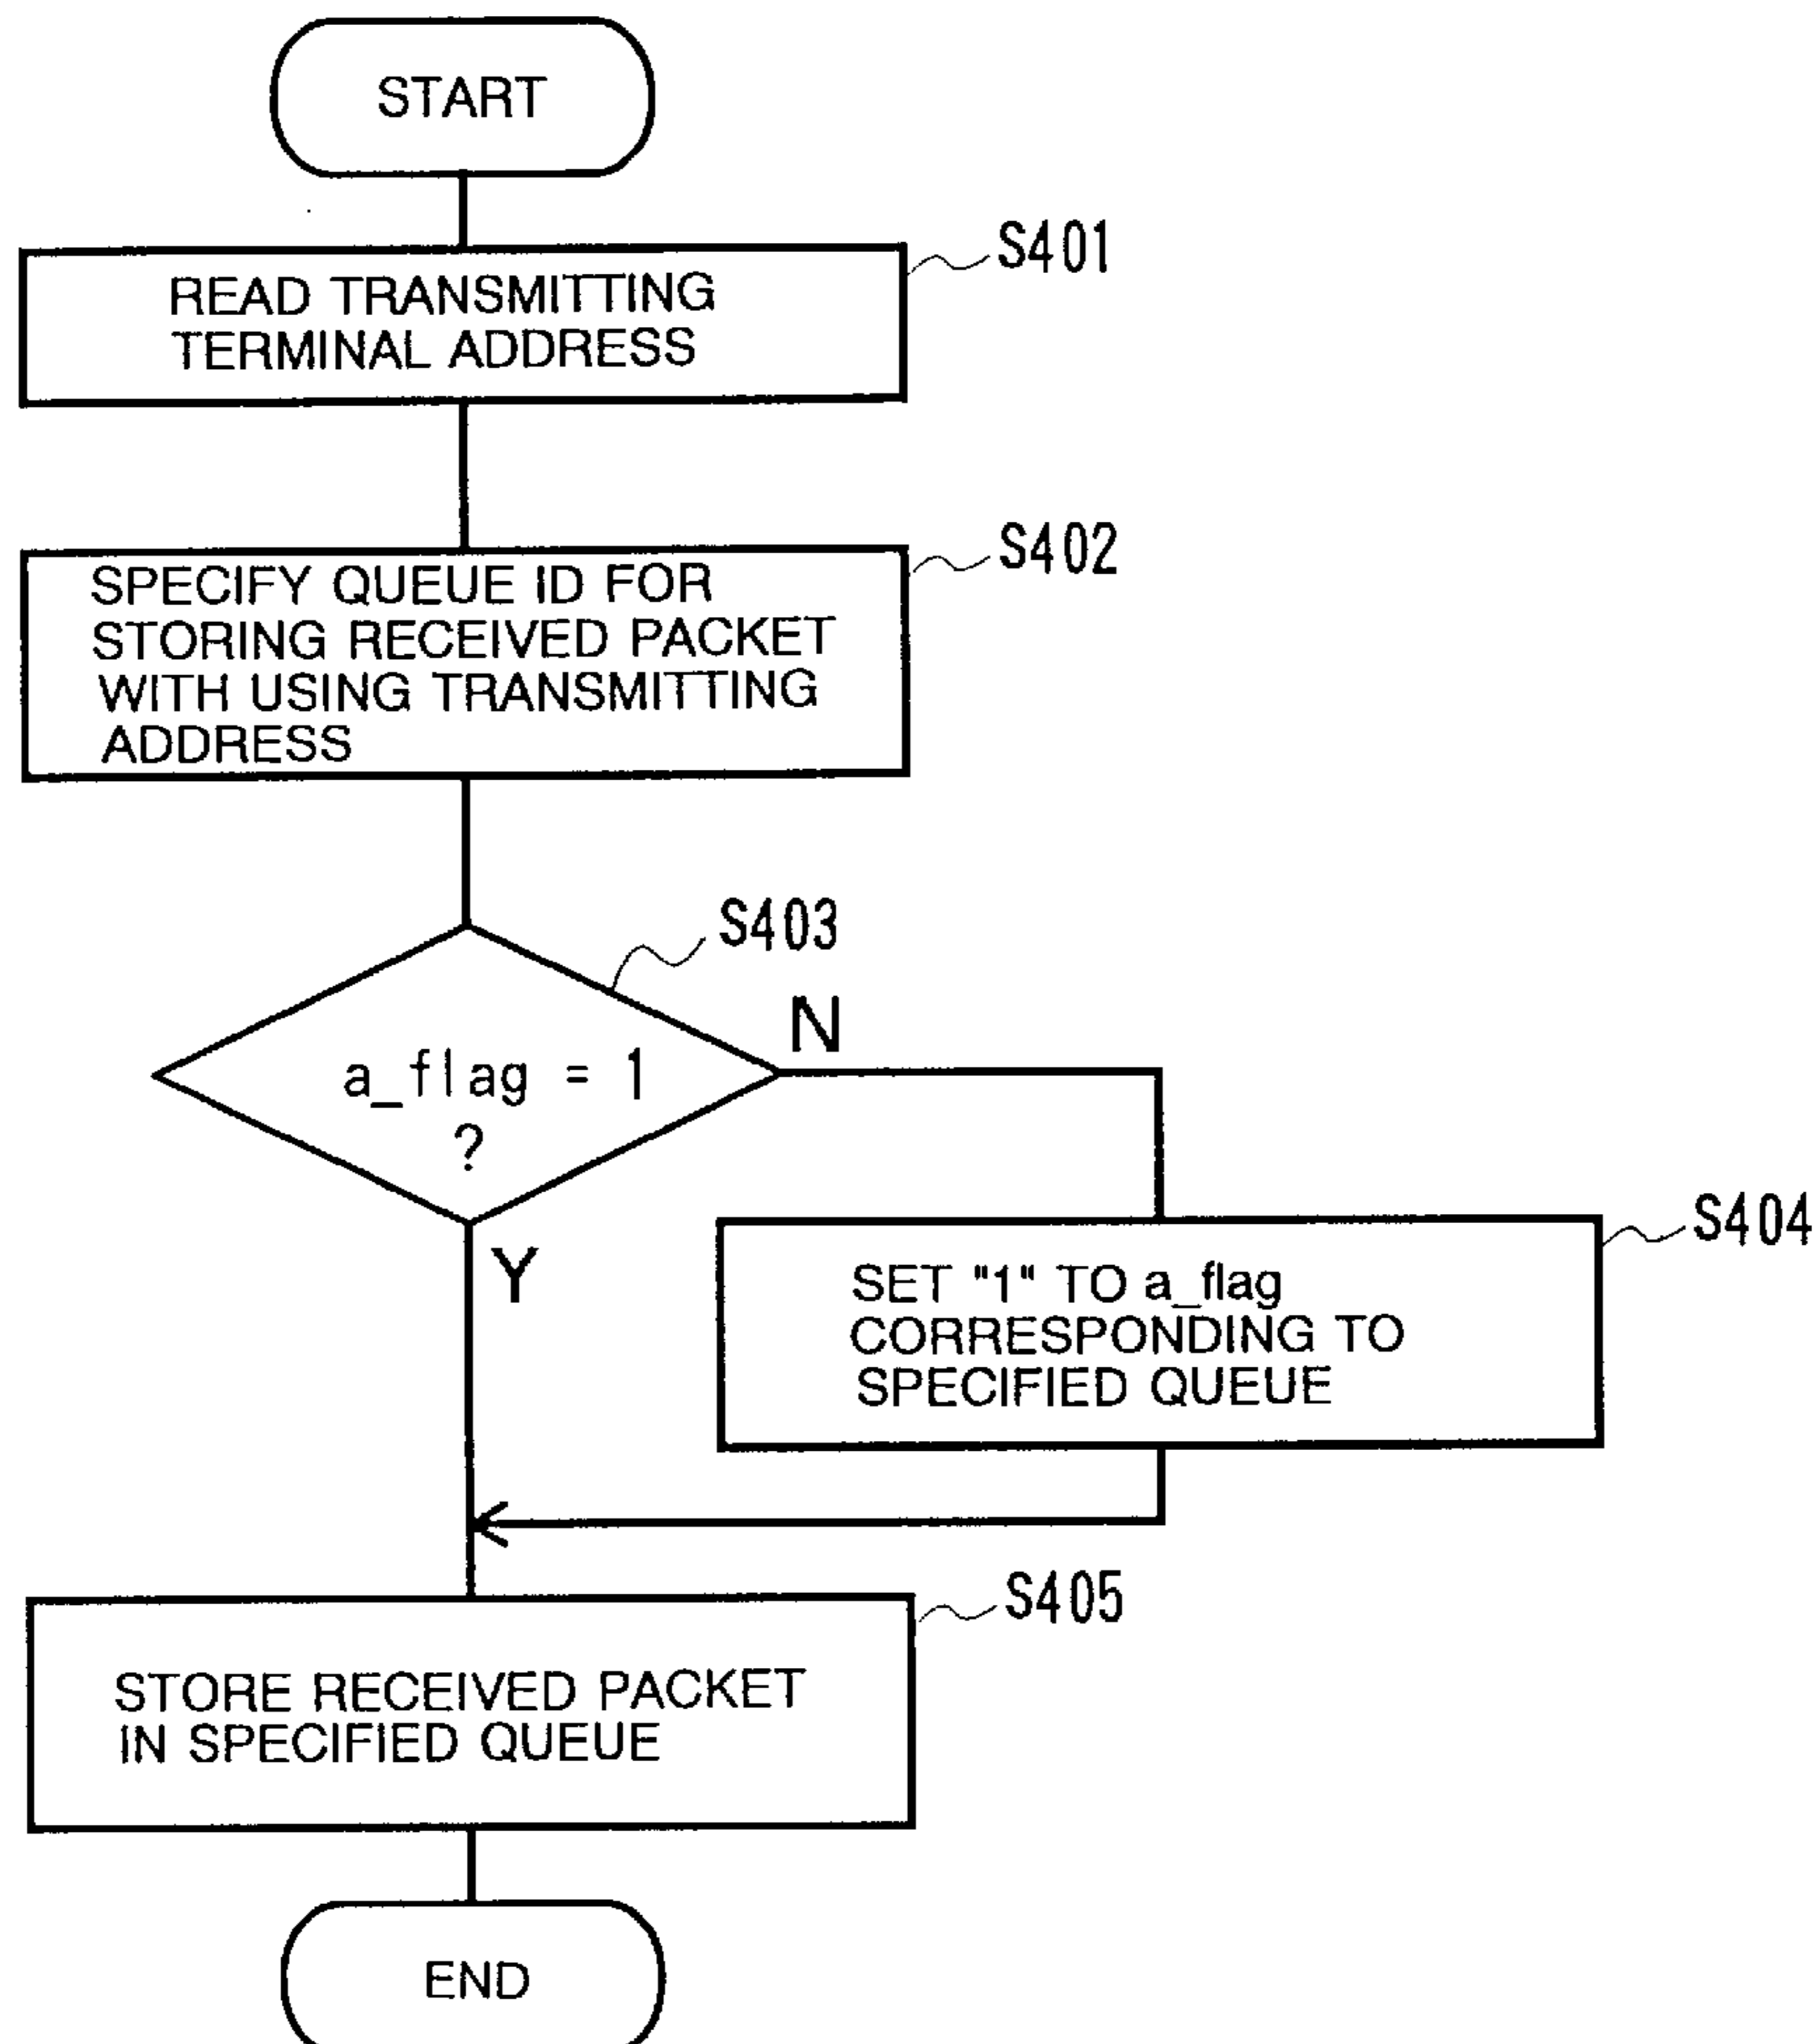 START
S401
READ TRANSMITTING
TERMINAL ADDRESS
S402
SPECIFY QUEUE ID FOR
STORING RECEIVED PACKET
WITH USING TRANSMITTING
ADDRESS
S403
N
a_flag = 1
?
Y
S404
SET "1" TO a_flag
CORRESPONDING TO
SPECIFIED QUEUE
S405
STORE RECEIVED PACKET
IN SPECIFIED QUEUE
END